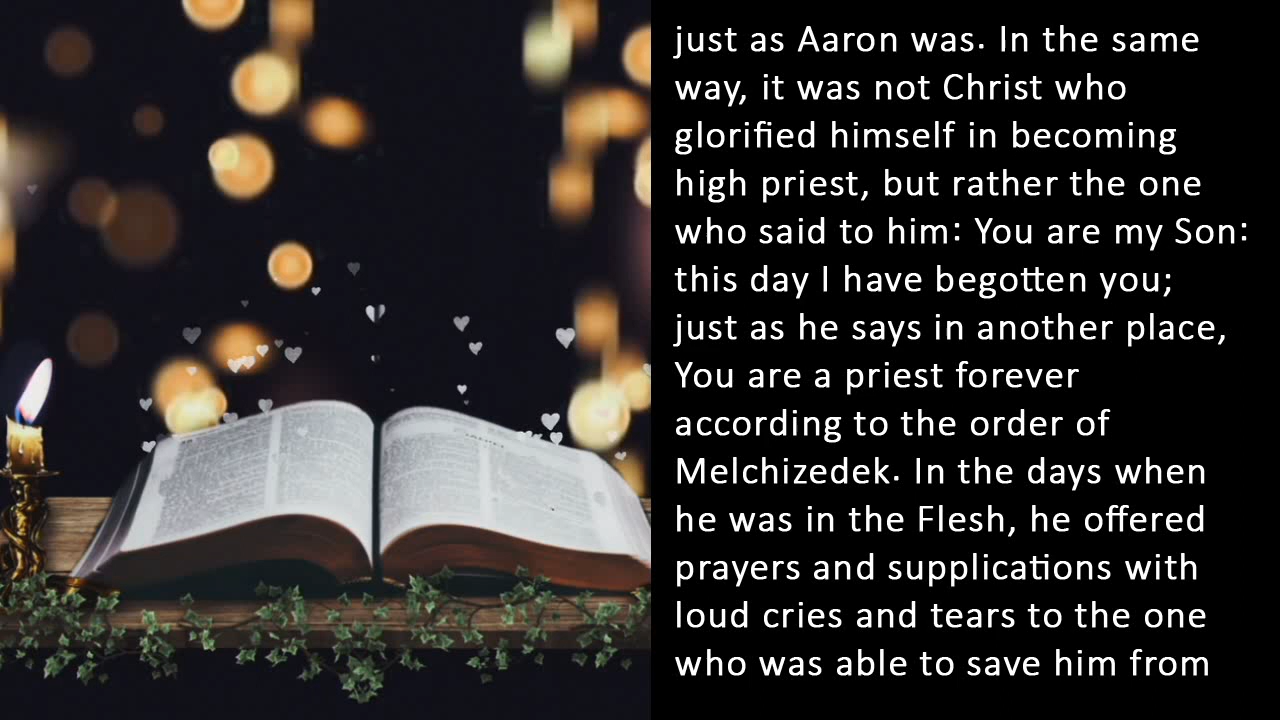 just as Aaron was. In the same
way, it was not Christ who
glorified himself in becoming
high priest, but rather the one
who said to him: You are my Son:
this day I have begotten you;
just as he says in another place,
You are a priest forever
according to the order of
Melchizedek. In the days when
he was in the Flesh, he offered
prayers and supplications with
loud cries and tears to the one
who was able to save him from